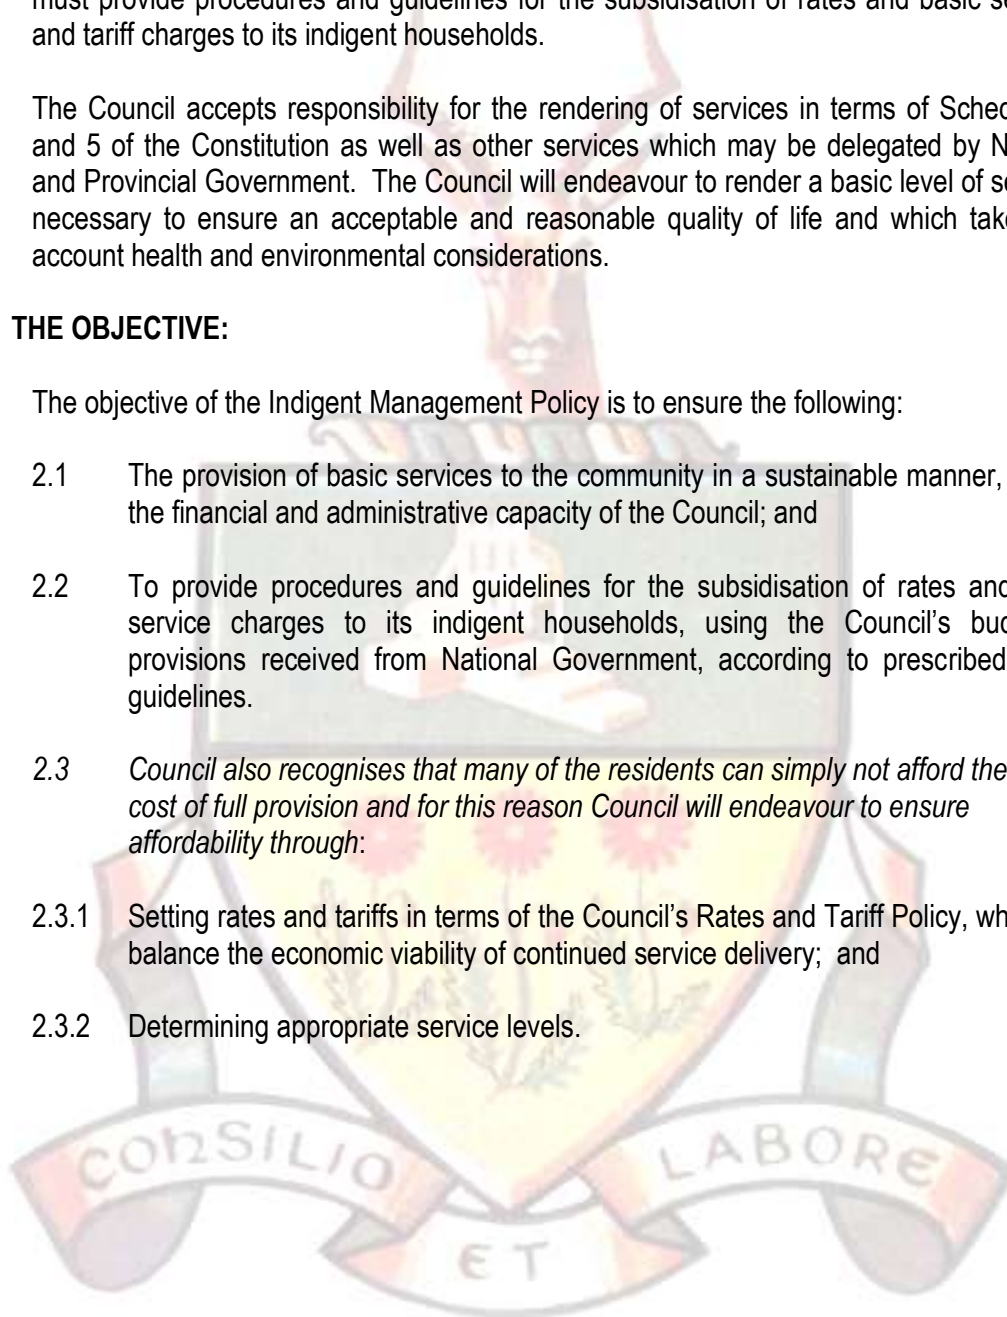 must provide procedures and guidelines for the subsidisation of rates and basic
and tariff charges to its indigent households.
The Council accepts responsibility for the rendering of services in terms of
and 5 of the Constitution as well as other services which may be delegated by
and Provincial Government. The Council will endeavour to render a basic level of
necessary to ensure an acceptable and reasonable quality of life and which
account health and environmental considerations.
THE OBJECTIVE:
The objective of the Indigent Management Policy is to ensure the following:
2.1 The provision of basic services to the community in a sustainable manner,
the financial and administrative capacity of the Council; and
2.2 To provide procedures and guidelines for the subsidisation of rates and
service charges to its indigent households, using the Council's
provisions received from National Government, according to prescribed
guidelines.
2.3 Council also recognises that many of the residents can simply not afford the
cost of full provision and for this reason Council will endeavour to ensure
affordability through:
2.3.1 Setting rates and tariffs in terms of the Council's Rates and Tariff Policy,
balance the economic viability of continued service delivery; and
2.3.2 Determining appropriate service levels.
CONSILIO
LABORE
ET